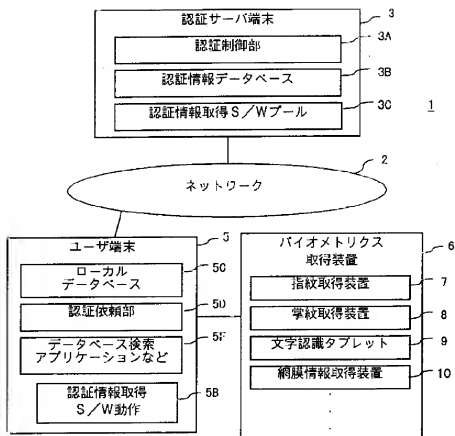 認証サーバ端末
3
認証制御部
3A
認証情報データベース
3B
認証情報取得S/Wプール
3C
1
2
ネットワーク
ユーザ端末
5
ローカル
データベース
5C
認証依頼部
5D
データベース検索
アプリケーションなど
5F
認証情報取得
S/W動作
5B
バイオメトリクス
取得装置
6
指紋取得装置
7
掌紋取得装置
8
文字認識タブレット
9
網膜情報取得装置
10